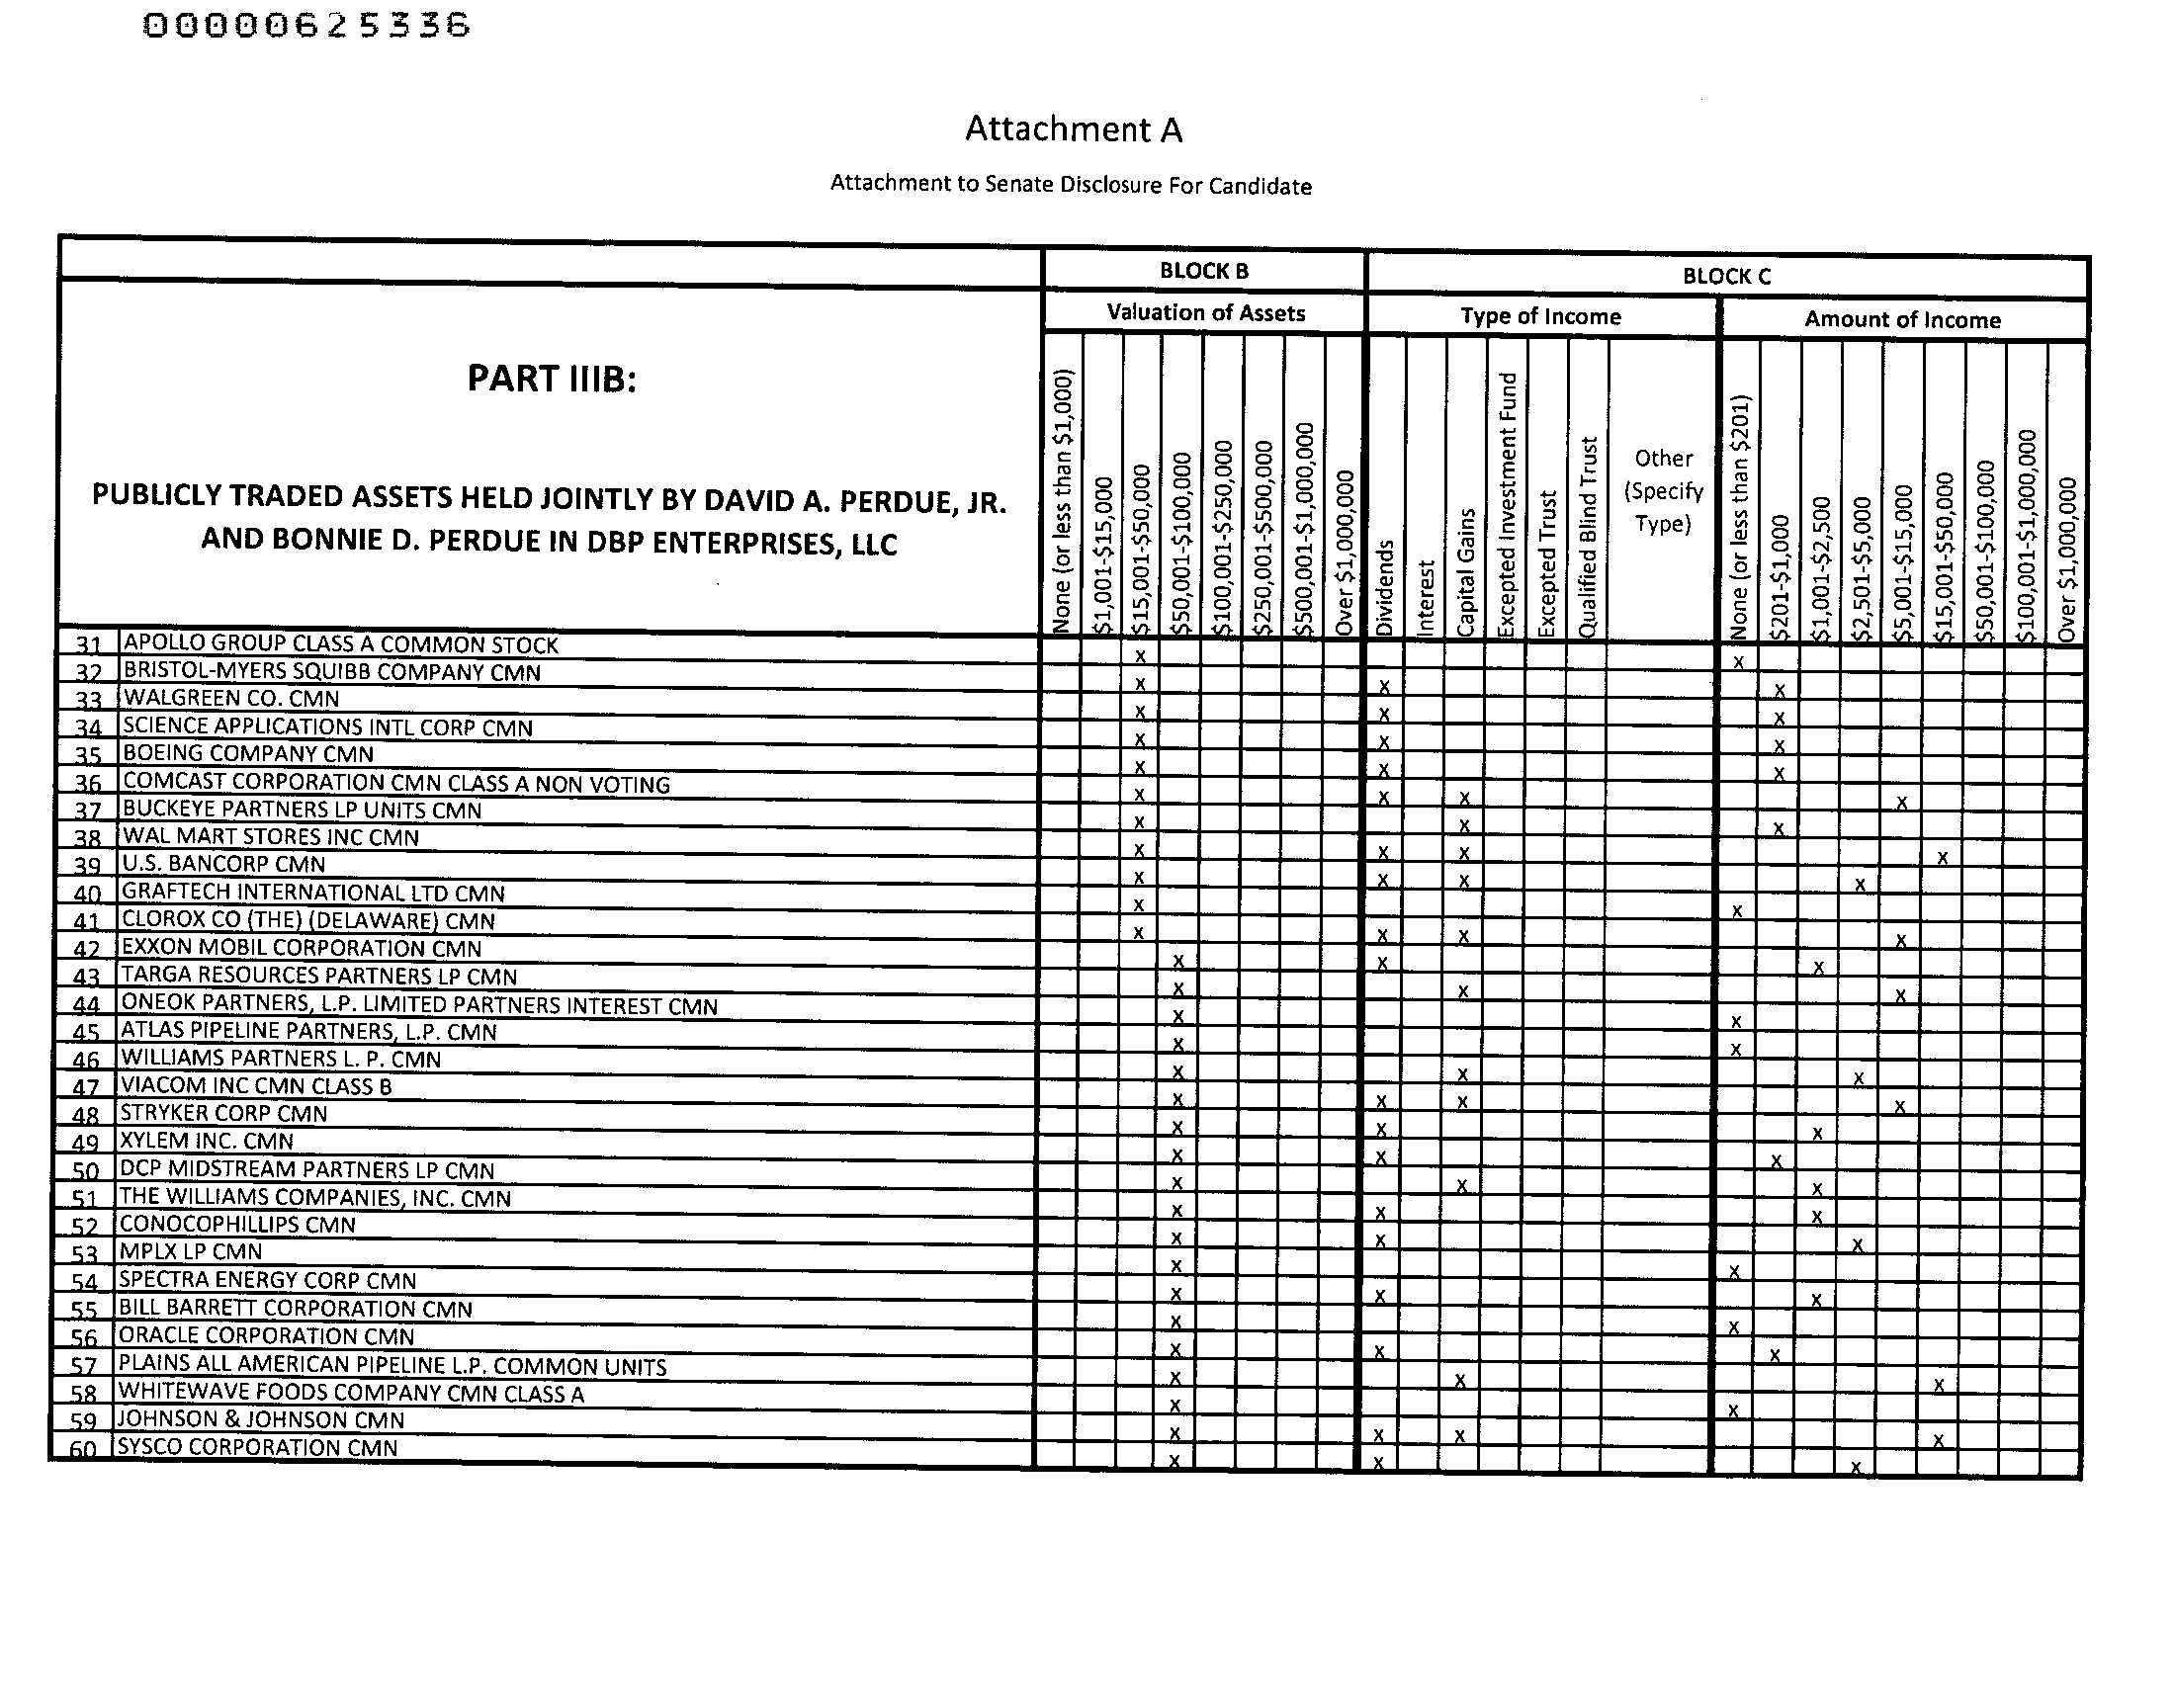 00000625336
Attachment A
Attachment to Senate Disclosure For Candidate
BLOCK B BLOCK C
Valuation of Assets Type of Income Amount of Income
PART IIIB:
PUBLICLY TRADED ASSETS HELD JOINTLY BY DAVID A. PERDUE, JR.
AND BONNIE D. PERDUE IN DBP ENTERPRISES, LLC
None (or less than $1,000)
$1,001-$15,000
$15,001-$50,000
$50,001-$100,000
$100,001-$250,000
$250,001-$500,000
$500,001-$1,000,000
Over $1,000,000
Dividends
Interest
Capital Gains
Excepted Investment Fund
Excepted Trust
Qualified Blind Trust
Other
(Specify
Type)
None (or less than $201)
$201-$1,000
$1,001-$2,500
$2,501-$5,000
$5,001-$15,000
$15,001-$50,000
$50,001-$100,000
$100,001-$1,000,000
Over $1,000,000
31 APOLLO GROUP CLASS A COMMON STOCK x x
32 BRISTOL-MYERS SQUIBB COMPANY CMN x x x
33 WALGREEN CO. CMN x x x
34 SCIENCE APPLICATIONS INTL CORP CMN x x x
35 BOEING COMPANY CMN x x x
36 COMCAST CORPORATION CMN CLASS A NON VOTING x x x x
37 BUCKEYE PARTNERS LP UNITS CMN x x x
38 WAL MART STORES INC CMN x x x x
39 U.S. BANCORP CMN x x x x
40 GRAFTECH INTERNATIONAL LTD CMN x x
41 CLOROX CO (THE) (DELAWARE) CMN x x x x
42 EXXON MOBIL CORPORATION CMN x x x
43 TARGA RESOURCES PARTNERS LP CMN x x x
44 ONEOK PARTNERS, L.P. LIMITED PARTNERS INTEREST CMN x x
45 ATLAS PIPELINE PARTNERS, L.P. CMN x x
46 WILLIAMS PARTNERS L. P. CMN x x x
47 VIACOM INC CMN CLASS B x x x x
48 STRYKER CORP CMN x x x
49 XYLEM INC. CMN x x x
50 DCP MIDSTREAM PARTNERS LP CMN x x x
51 THE WILLIAMS COMPANIES, INC. CMN x x x
52 CONOCOPHILLIPS CMN x x x
53 MPLX LP CMN x x
54 SPECTRA ENERGY CORP CMN x x x
55 BILL BARRETT CORPORATION CMN x x
56 ORACLE CORPORATION CMN x x x
57 PLAINS ALL AMERICAN PIPELINE L.P. COMMON UNITS x x x
58 WHITEWAVE FOODS COMPANY CMN CLASS A x x
59 JOHNSON & JOHNSON CMN x x x x
60 SYSCO CORPORATION CMN x x x